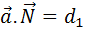 a⃗.N⃗ = d₁